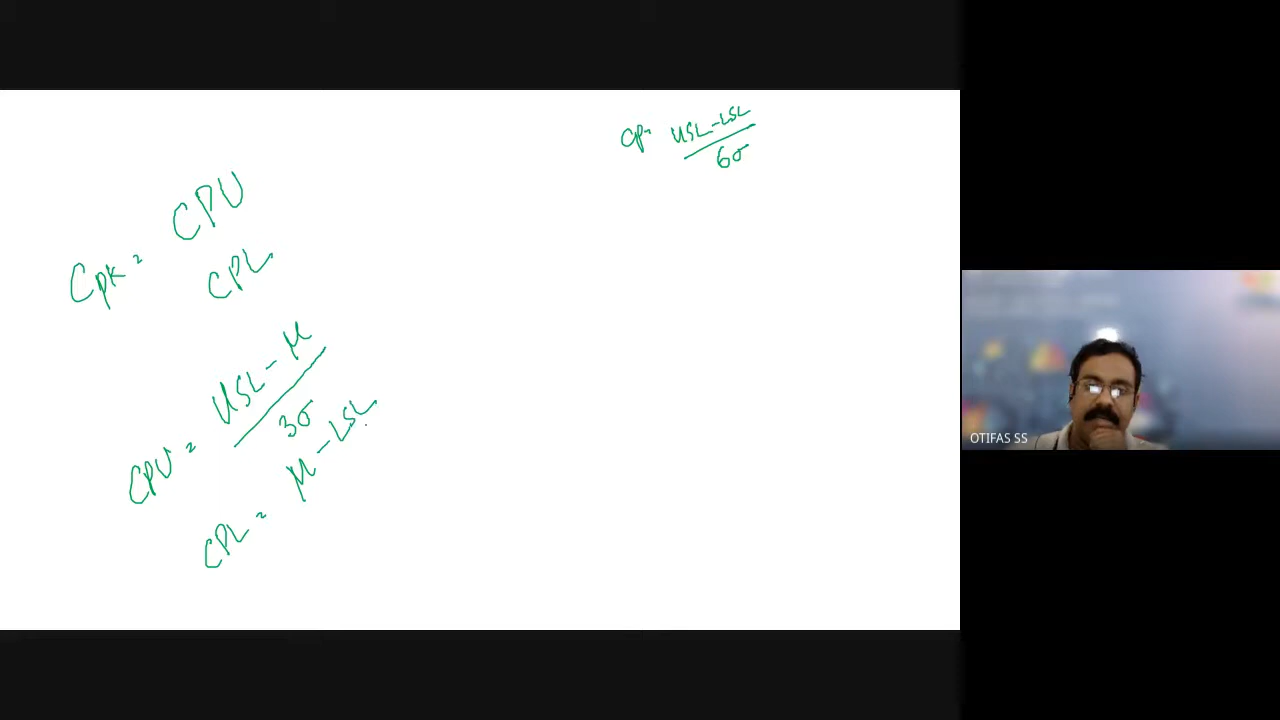 Cp = USL-LSL
6σ
Cpk = CPU
CPL
CPU = USL - μ
3σ
CPL = μ - LSL
OTIFAS SS